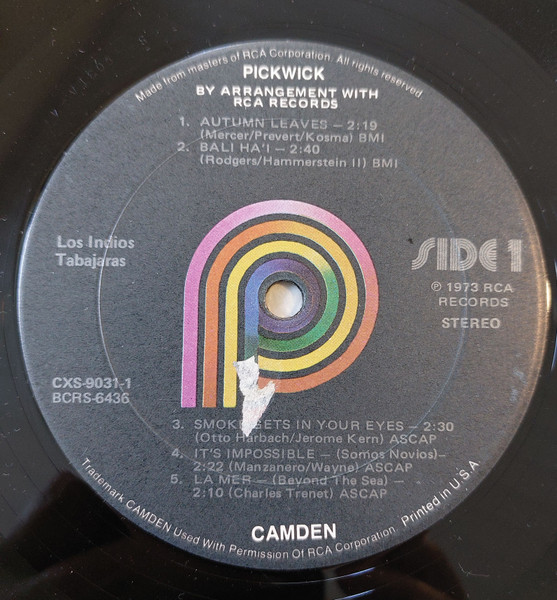 Made from masters of RCA Corporation. All rights reserved.
PICKWICK
BY ARRANGEMENT WITH
RCA RECORDS
1. AUTUMN LEAVES – 2:19
(Mercer/Prevert/Kosma) BMI
2. BALI HA'I – 2:40
(Rodgers/Hammerstein II) BMI
Los Indios
Tabajaras
SIDE 1
℗ 1973 RCA
RECORDS
STEREO
CXS-9031-1
BCRS-6436
3. SMOKE GETS IN YOUR EYES – 2:30
(Otto Harbach/Jerome Kern) ASCAP
4. IT'S IMPOSSIBLE – (Somos Novios)–
2:22 (Manzanero/Wayne) ASCAP
5. LA MER – (Beyond The Sea) –
2:10 (Charles Trenet) ASCAP
CAMDEN
Trademark CAMDEN Used With Permission Of RCA Corporation. Printed in U.S.A